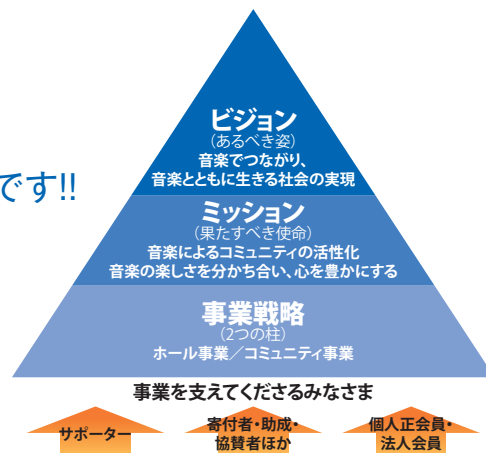 ビジョン
(あるべき姿)
音楽でつながり、
音楽とともに生きる社会の実現
です!!
ミッション
(果たすべき使命)
音楽によるコミュニティの活性化
音楽の楽しさを分かち合い、心を豊かにする
事業戦略
(2つの柱)
ホール事業／コミュニティ事業
事業を支えてくださるみなさま
サポーター
寄付者・助成・
協賛者ほか
個人正会員・
法人会員